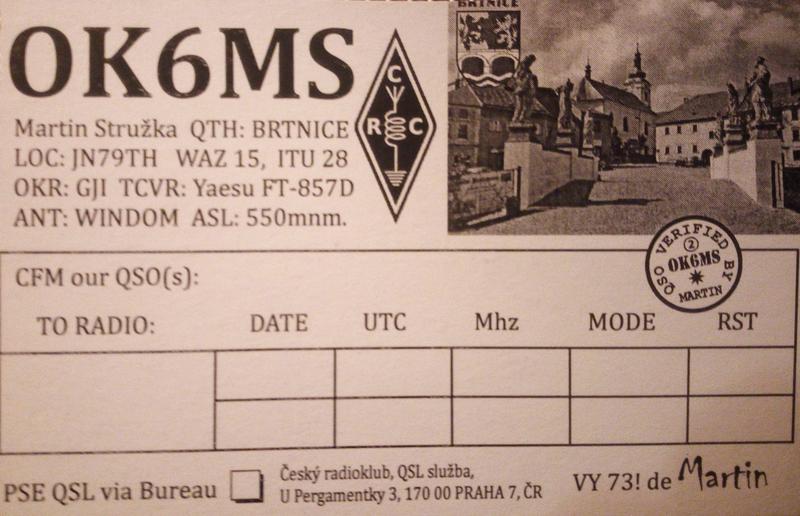 OK6MS
Martin Stružka QTH: BRTNICE
LOC: JN79TH WAZ 15, ITU 28
OKR: GJI TCVR: Yaesu FT-857D
ANT: WINDOM ASL: 550mnm.
C
R C
BRTNICE
CFM our QSO(s):
QSO VERIFIED BY
2
OK6MS
MARTIN
TO RADIO: DATE UTC Mhz MODE RST
PSE QSL via Bureau
Český radioklub, QSL služba,
U Pergamentky 3, 170 00 PRAHA 7, ČR
VY 73! de Martin